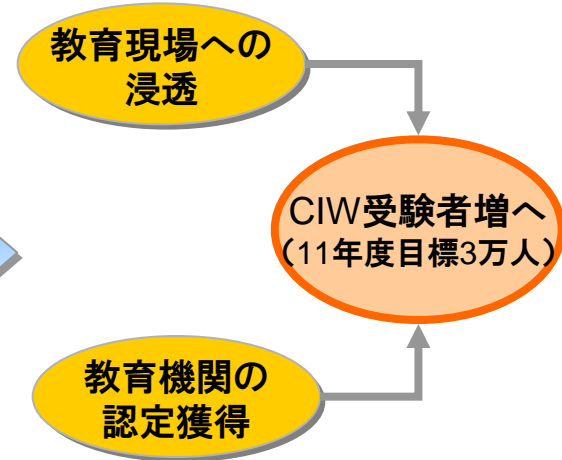 教育現場への
浸透
CIW受験者増へ
（11年度目標3万人）
教育機関の
認定獲得